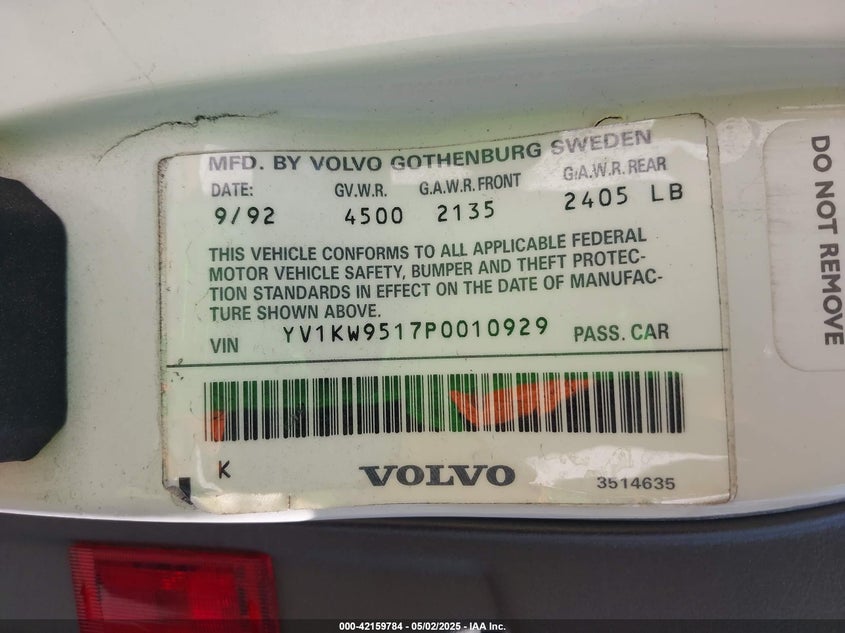 MFD. BY VOLVO GOTHENBURG SWEDEN
DATE: GV.W.R. G.A.W.R. FRONT G.A.W.R. REAR
9/92 4500 2135 2405 LB
THIS VEHICLE CONFORMS TO ALL APPLICABLE FEDERAL
MOTOR VEHICLE SAFETY, BUMPER AND THEFT PROTEC-
TION STANDARDS IN EFFECT ON THE DATE OF MANUFAC-
TURE SHOWN ABOVE.
VIN YV1KW9517P0010929 PASS. CAR
K VOLVO 3514635
DO NOT REMOVE
000-42159784 - 05/02/2025 - IAA Inc.